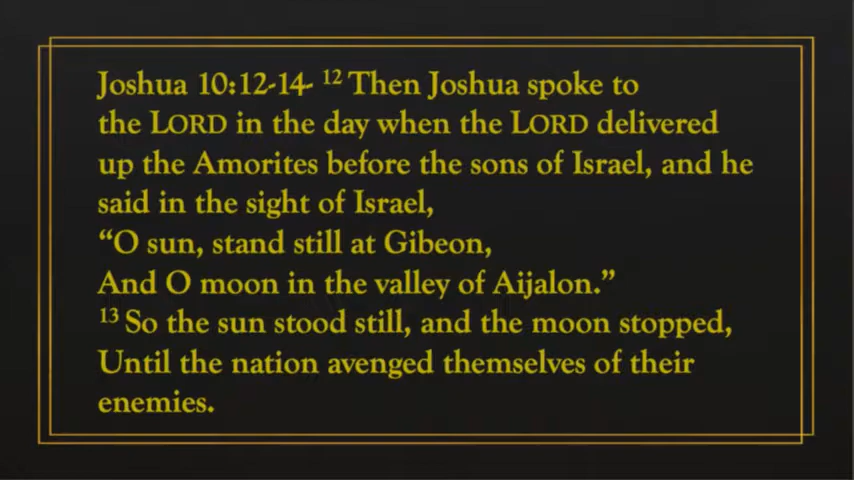 Joshua 10:12-14- ¹² Then Joshua spoke to
the LORD in the day when the LORD delivered
up the Amorites before the sons of Israel, and he
said in the sight of Israel,
“O sun, stand still at Gibeon,
And O moon in the valley of Aijalon.”
¹³ So the sun stood still, and the moon stopped,
Until the nation avenged themselves of their
enemies.